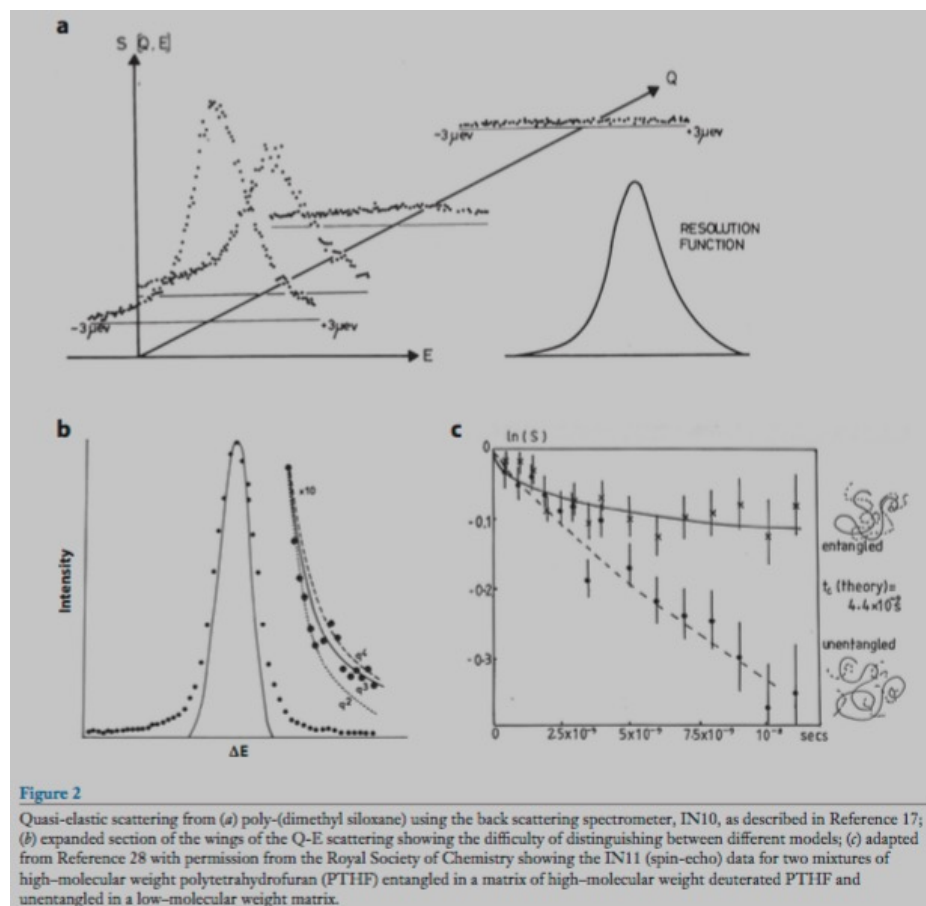 a
S [Q,E]
Q
-3μev
+3μev
RESOLUTION
FUNCTION
-3μev
+3μev
E
b
x10
q⁴
q³
q²
Intensity
ΔE
c
ln(S)
0
-0.1
-0.2
-0.3
entangled
t꜀ (theory)=
unentangled
0
2.5x10⁻⁹
5x10⁻⁹
7.5x10⁻⁹
10⁻⁸
secs
Figure 2
Quasi-elastic scattering from (a) poly-(dimethyl siloxane) using the back scattering spectrometer, IN10, as described in Reference 17;
(b) expanded section of the wings of the Q-E scattering showing the difficulty of distinguishing between different models; (c) adapted
from Reference 28 with permission from the Royal Society of Chemistry showing the IN11 (spin-echo) data for two mixtures of
high–molecular weight polytetrahydrofuran (PTHF) entangled in a matrix of high–molecular weight deuterated PTHF and
unentangled in a low–molecular weight matrix.